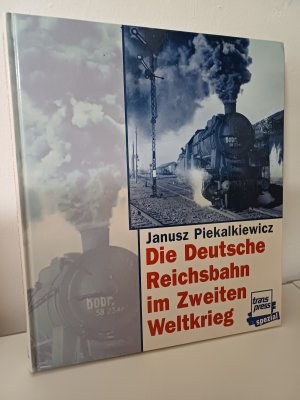 Janusz Piekalkiewicz
Die Deutsche
Reichsbahn
im Zweiten
Weltkrieg
trans
press
spezial